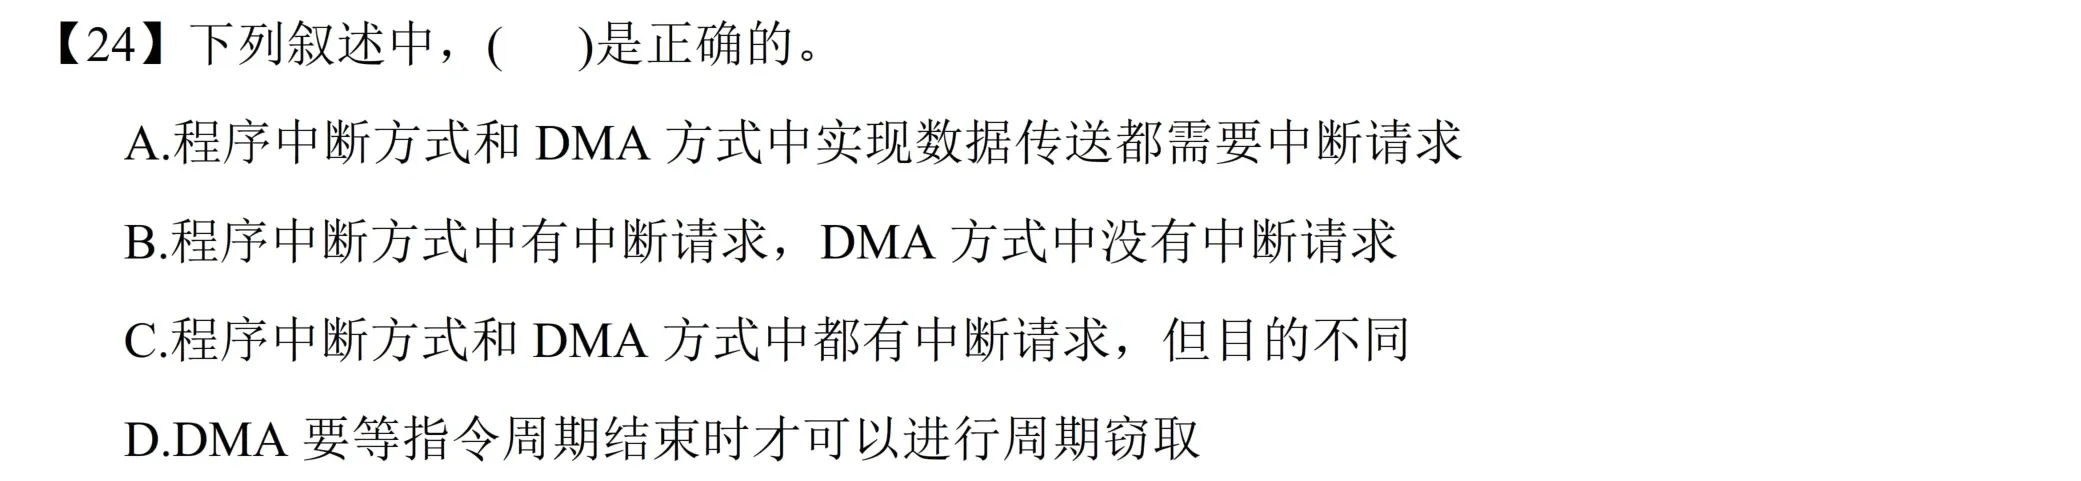 【24】下列叙述中，(    )是正确的。
A.程序中断方式和 DMA 方式中实现数据传送都需要中断请求
B.程序中断方式中有中断请求，DMA 方式中没有中断请求
C.程序中断方式和 DMA 方式中都有中断请求，但目的不同
D.DMA 要等指令周期结束时才可以进行周期窃取